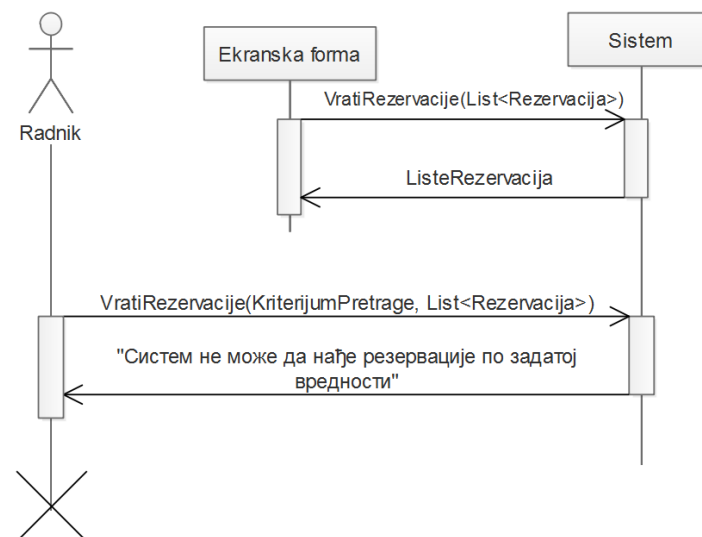 Sistem
Ekranska forma
VratiRezervacije(List<Rezervacija>)
Radnik
ListeRezervacija
VratiRezervacije(KriterijumPretrage, List<Rezervacija>)
"Систем не може да нађе резервације по задатој
вредности"